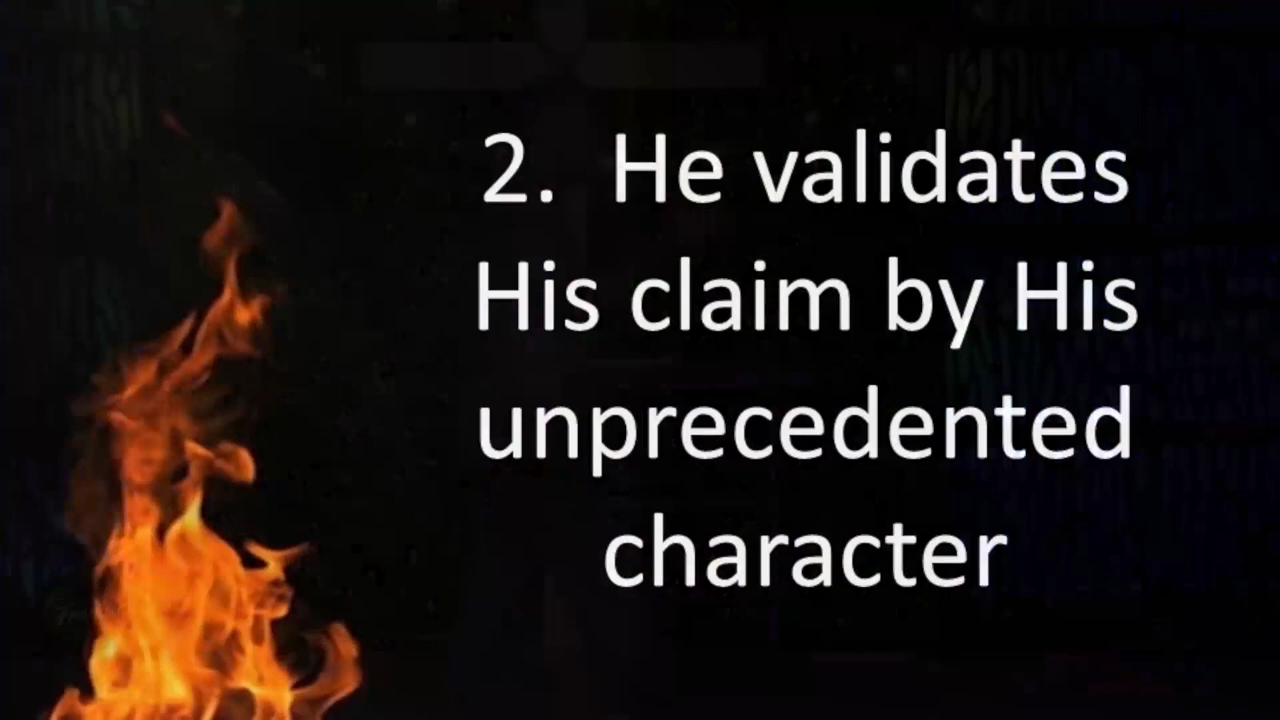 2. He validates
His claim by His
unprecedented
character